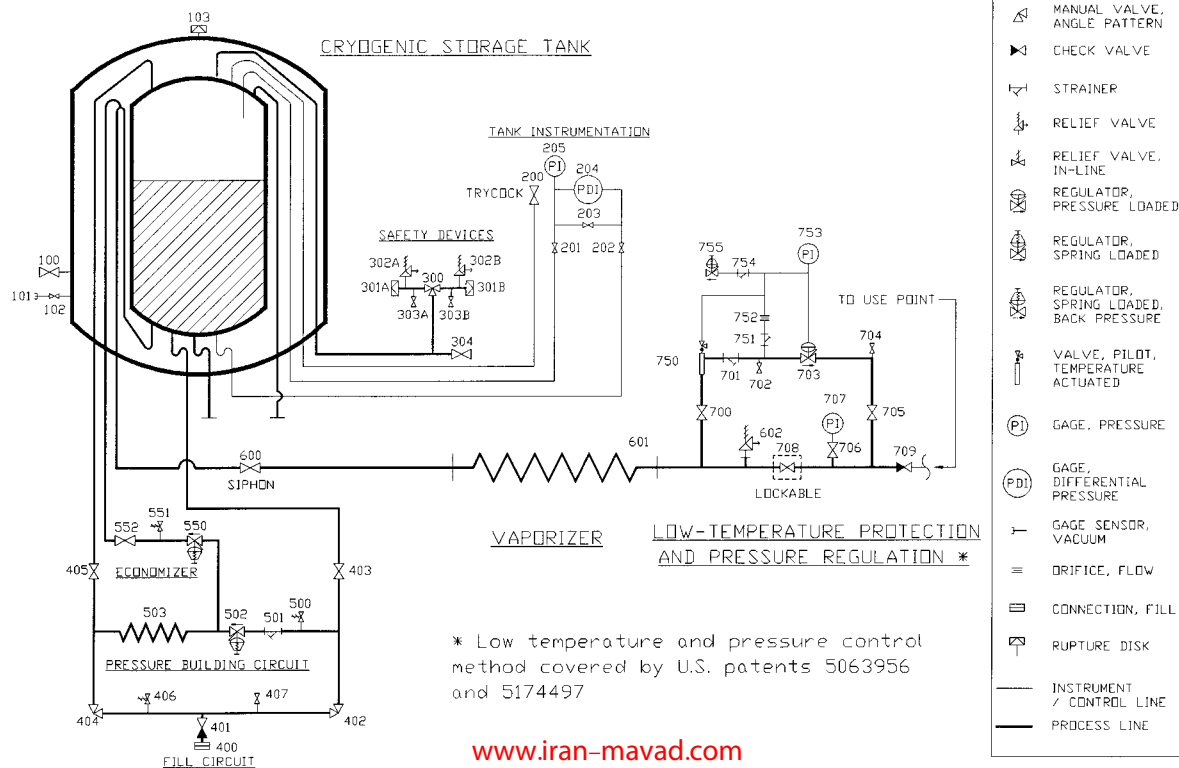 103
CRYOGENIC STORAGE TANK
TANK INSTRUMENTATION
205
PI
204
PDI
200
TRYCOCK
203
201
202
SAFETY DEVICES
302A
302B
300
301A
301B
303A
303B
304
100
101
102
753
PI
755
754
TO USE POINT
752
751
750
704
701
702
703
707
PI
700
705
602
708
706
709
LOCKABLE
600
SIPHON
601
VAPORIZER
LOW-TEMPERATURE PROTECTION
AND PRESSURE REGULATION *
551
552
550
ECONOMIZER
405
403
503
502
501
500
PRESSURE BUILDING CIRCUIT
406
407
404
402
401
400
FILL CIRCUIT
* Low temperature and pressure control
method covered by U.S. patents 5063956
and 5174497
MANUAL VALVE,
ANGLE PATTERN
CHECK VALVE
STRAINER
RELIEF VALVE
RELIEF VALVE,
IN-LINE
REGULATOR,
PRESSURE LOADED
REGULATOR,
SPRING LOADED
REGULATOR,
SPRING LOADED,
BACK PRESSURE
VALVE, PILOT,
TEMPERATURE
ACTUATED
PI
GAGE, PRESSURE
PDI
GAGE,
DIFFERENTIAL
PRESSURE
GAGE SENSOR,
VACUUM
ORIFICE, FLOW
CONNECTION, FILL
RUPTURE DISK
INSTRUMENT
/ CONTROL LINE
PROCESS LINE
www.iran-mavad.com